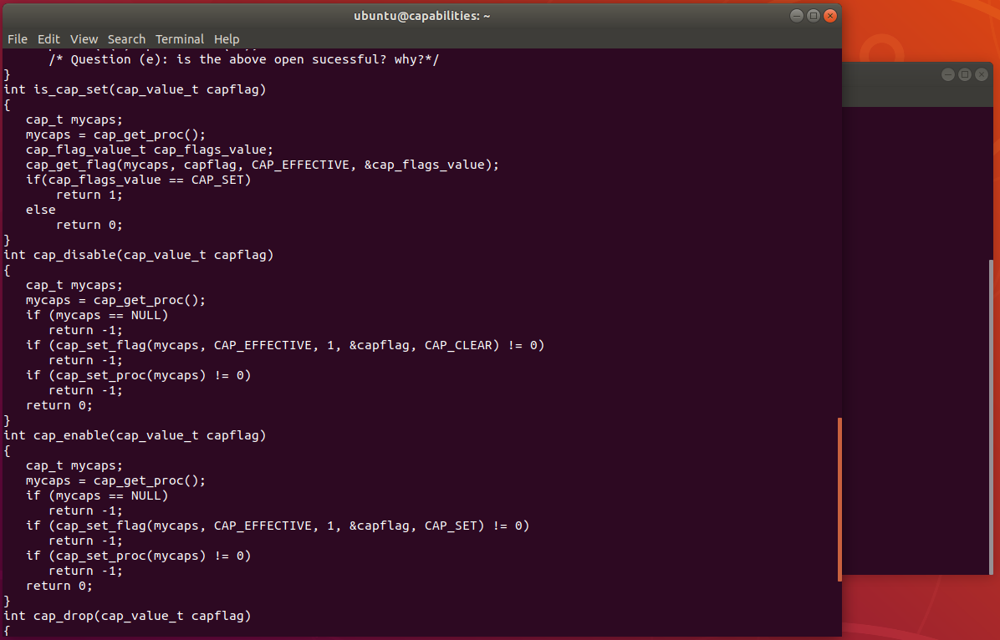 ubuntu@capabilities: ~
File Edit View Search Terminal Help
/* Question (e): is the above open sucessful? why?*/
}
int is_cap_set(cap_value_t capflag)
{
   cap_t mycaps;
   mycaps = cap_get_proc();
   cap_flag_value_t cap_flags_value;
   cap_get_flag(mycaps, capflag, CAP_EFFECTIVE, &cap_flags_value);
   if(cap_flags_value == CAP_SET)
       return 1;
   else
       return 0;
}
int cap_disable(cap_value_t capflag)
{
   cap_t mycaps;
   mycaps = cap_get_proc();
   if (mycaps == NULL)
      return -1;
   if (cap_set_flag(mycaps, CAP_EFFECTIVE, 1, &capflag, CAP_CLEAR) != 0)
      return -1;
   if (cap_set_proc(mycaps) != 0)
      return -1;
   return 0;
}
int cap_enable(cap_value_t capflag)
{
   cap_t mycaps;
   mycaps = cap_get_proc();
   if (mycaps == NULL)
      return -1;
   if (cap_set_flag(mycaps, CAP_EFFECTIVE, 1, &capflag, CAP_SET) != 0)
      return -1;
   if (cap_set_proc(mycaps) != 0)
      return -1;
   return 0;
}
int cap_drop(cap_value_t capflag)
{